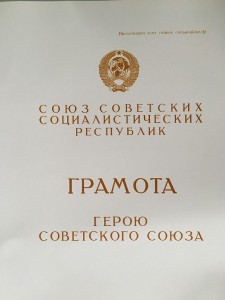 СОЮЗ СОВЕТСКИХ
СОЦИАЛИСТИЧЕСКИХ
РЕСПУБЛИК
ГРАМОТА
ГЕРОЮ
СОВЕТСКОГО СОЮЗА